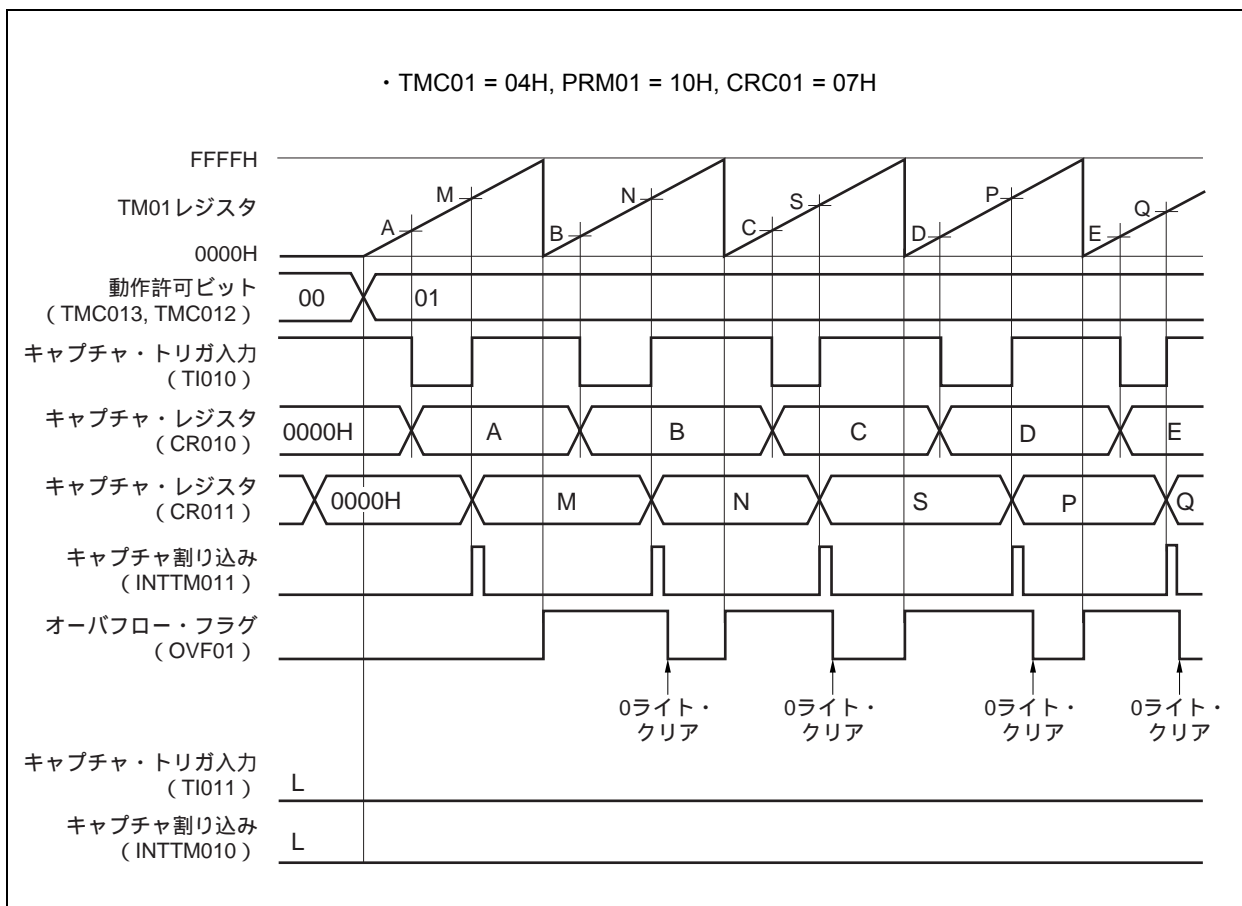 ・TMC01 = 04H, PRM01 = 10H, CRC01 = 07H
FFFFH
TM01レジスタ
0000H
A
M
B
N
C
S
D
P
E
Q
動作許可ビット
（TMC013, TMC012）
00
01
キャプチャ・トリガ入力
（TI010）
キャプチャ・レジスタ
（CR010）
0000H
A
B
C
D
E
キャプチャ・レジスタ
（CR011）
0000H
M
N
S
P
Q
キャプチャ割り込み
（INTTM011）
オーバフロー・フラグ
（OVF01）
0ライト・
クリア
0ライト・
クリア
0ライト・
クリア
0ライト・
クリア
キャプチャ・トリガ入力
（TI011）
L
キャプチャ割り込み
（INTTM010）
L